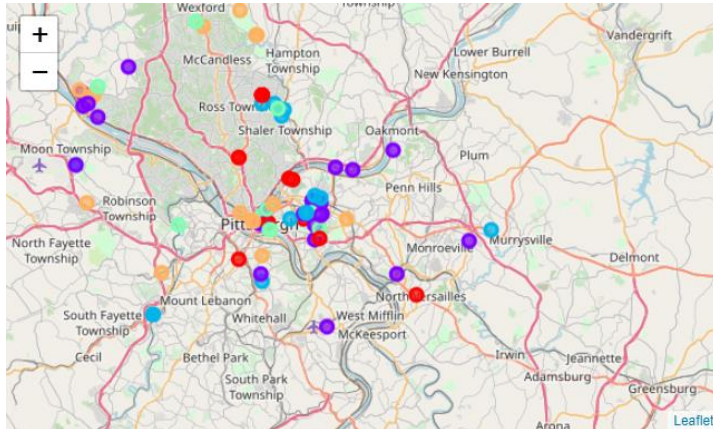 Wexford
Township
Vandergrift
+
−
McCandless
Hampton
Township
Lower Burrell
New Kensington
Ross Town
Shaler Township
Oakmont
Moon Township
Plum
Penn Hills
Robinson
Township
Pittsburgh
Murrysville
North Fayette
Township
Monroeville
Delmont
Mount Lebanon
North Versailles
South Fayette
Township
Whitehall
West Mifflin
McKeesport
Cecil
Bethel Park
Irwin
Jeannette
South Park
Township
Adamsburg
Greensburg
Arona
Leaflet